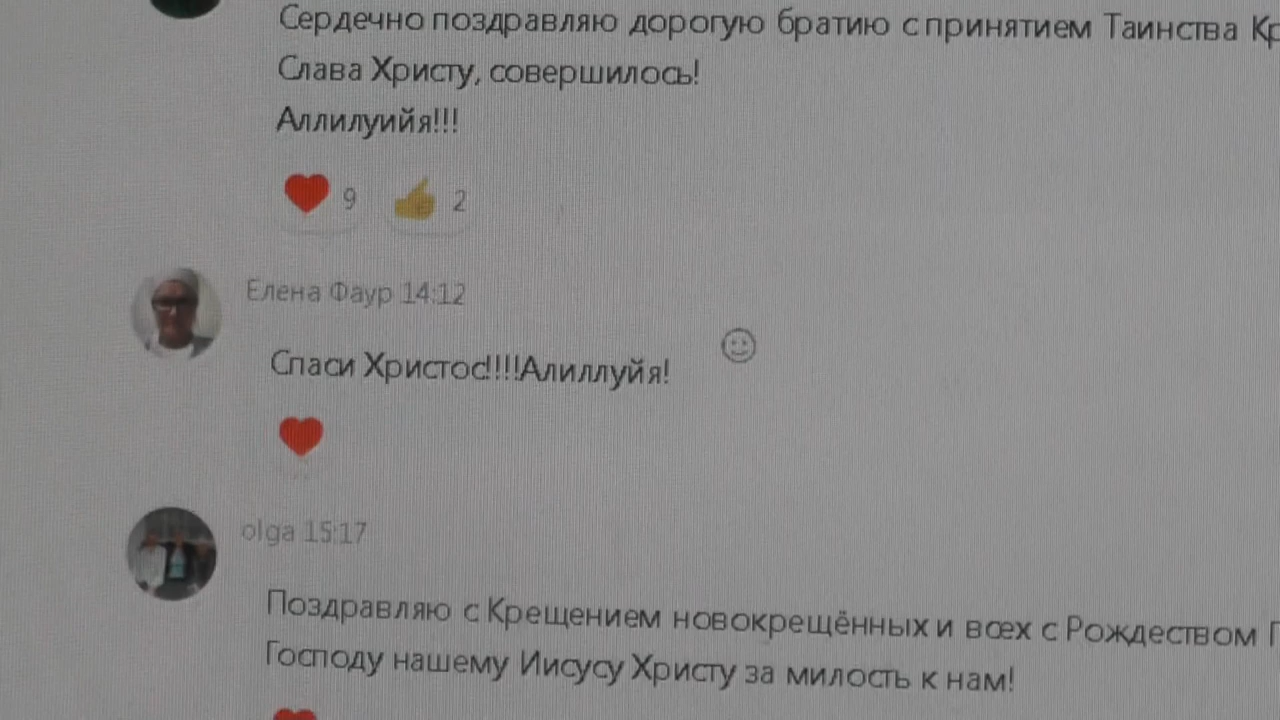 Сердечно поздравляю дорогую братию с принятием Таинства Кр
Слава Христу, совершилось!
Аллилуийя!!!
9 2
Елена Фаур 14:12
Спаси Христос!!!!Алиллуйя!
olga 15:17
Поздравляю с Крещением новокрещённых и всех с Рождеством Г
Господу нашему Иисусу Христу за милость к нам!